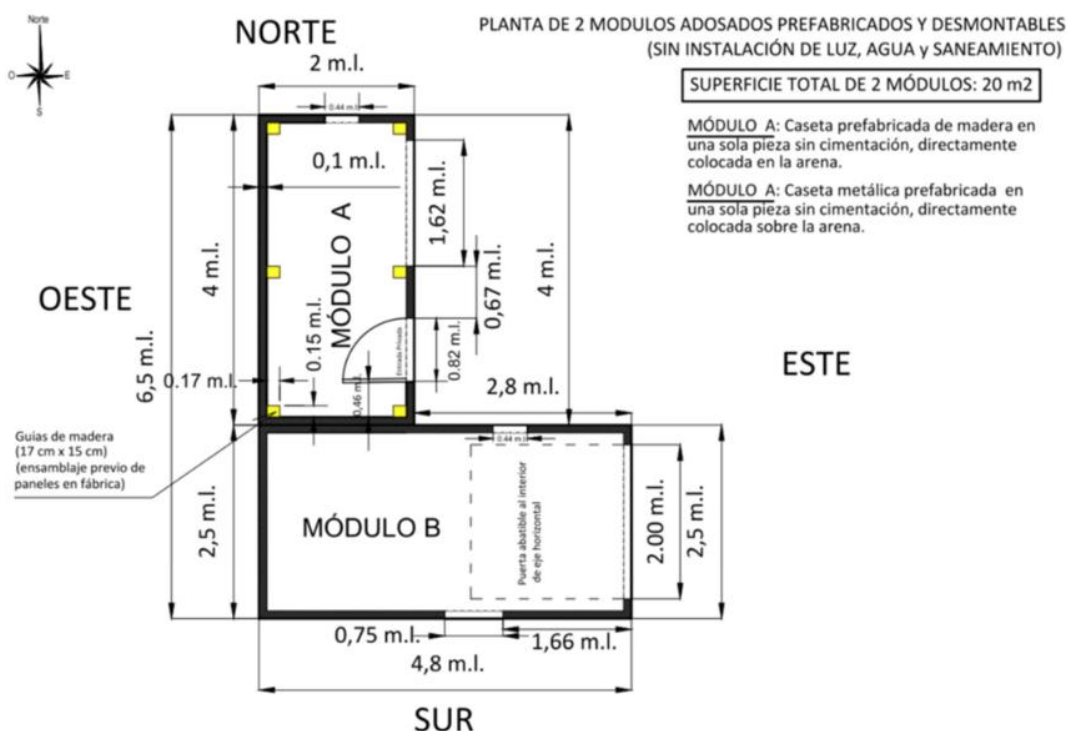 Norte
O
E
S
NORTE
PLANTA DE 2 MODULOS ADOSADOS PREFABRICADOS Y DESMONTABLES
(SIN INSTALACIÓN DE LUZ, AGUA y SANEAMIENTO)
SUPERFICIE TOTAL DE 2 MÓDULOS: 20 m2
MÓDULO A: Caseta prefabricada de madera en
una sola pieza sin cimentación, directamente
colocada en la arena.
MÓDULO A: Caseta metálica prefabricada en
una sola pieza sin cimentación, directamente
colocada sobre la arena.
2 m.l.
0.44 m.l
0,1 m.l.
1,62 m.l.
MÓDULO A
4 m.l.
4 m.l.
OESTE
0,67 m.l.
6,5 m.l.
0.15 m.l.
Entrada Privada
0.82 m.l.
ESTE
0.17 m.l.
0,46 m.l.
2,8 m.l.
Guias de madera
(17 cm x 15 cm)
(ensamblaje previo de
paneles en fábrica)
0.44 m.l
2,5 m.l.
MÓDULO B
Puerta abatible al interior
de eje horizontal
2.00 m.l.
2,5 m.l.
0,75 m.l.
1,66 m.l.
4,8 m.l.
SUR